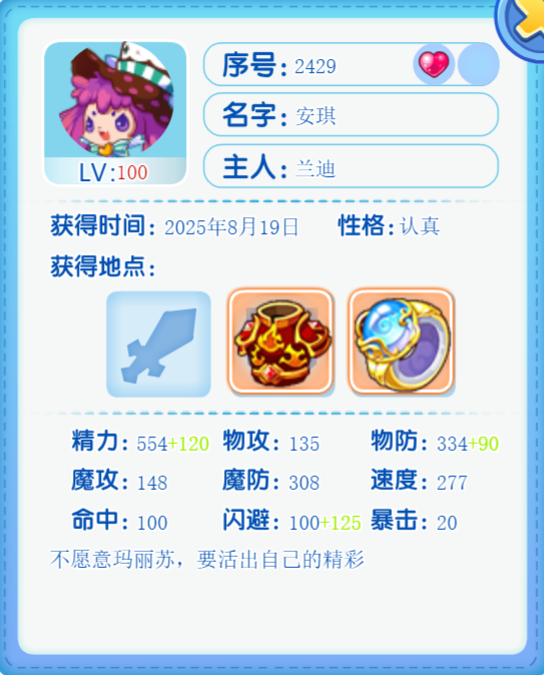 序号：2429
名字：安琪
主人：兰迪
LV:100
获得时间：2025年8月19日 性格：认真
获得地点：
精力：554+120 物攻：135 物防：334+90
魔攻：148 魔防：308 速度：277
命中：100 闪避：100+125 暴击：20
不愿意玛丽苏，要活出自己的精彩